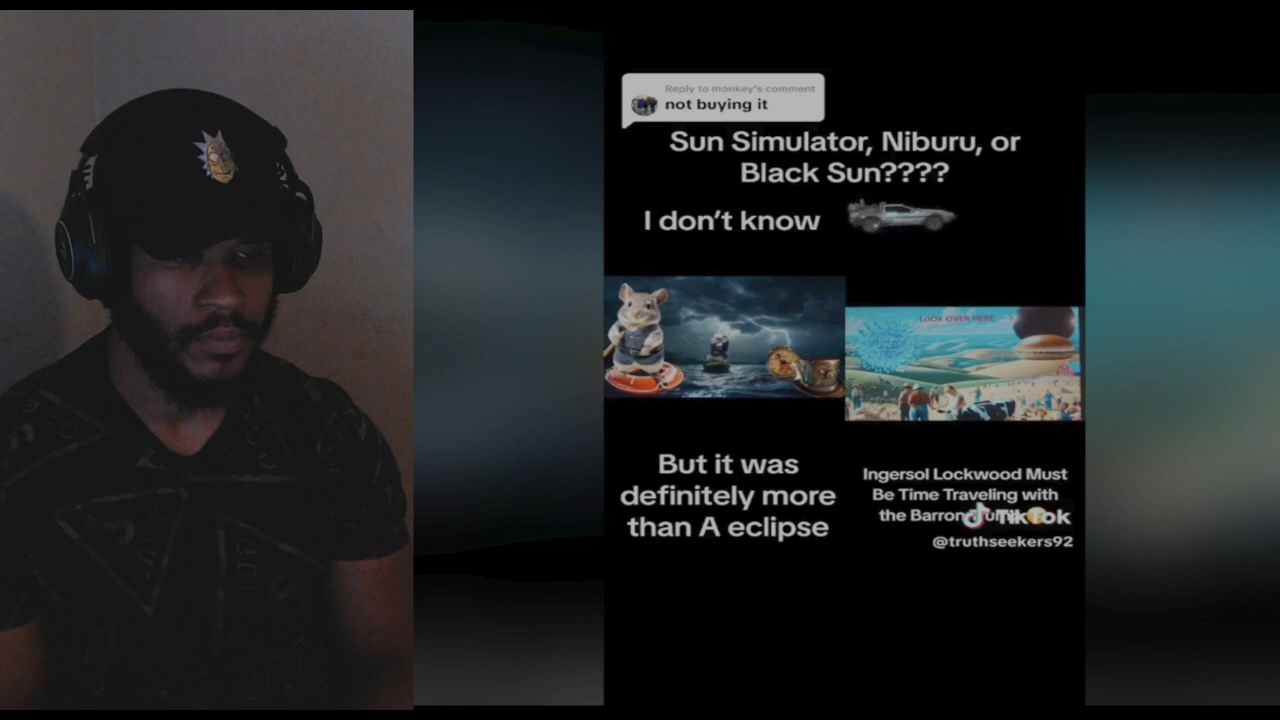 Reply to monkey's comment
not buying it
Sun Simulator, Niburu, or
Black Sun????
I don't know
LOOK OVER HERE
But it was
definitely more
than A eclipse
Ingersol Lockwood Must
Be Time Traveling with
the Barron
TikTok
@truthseekers92